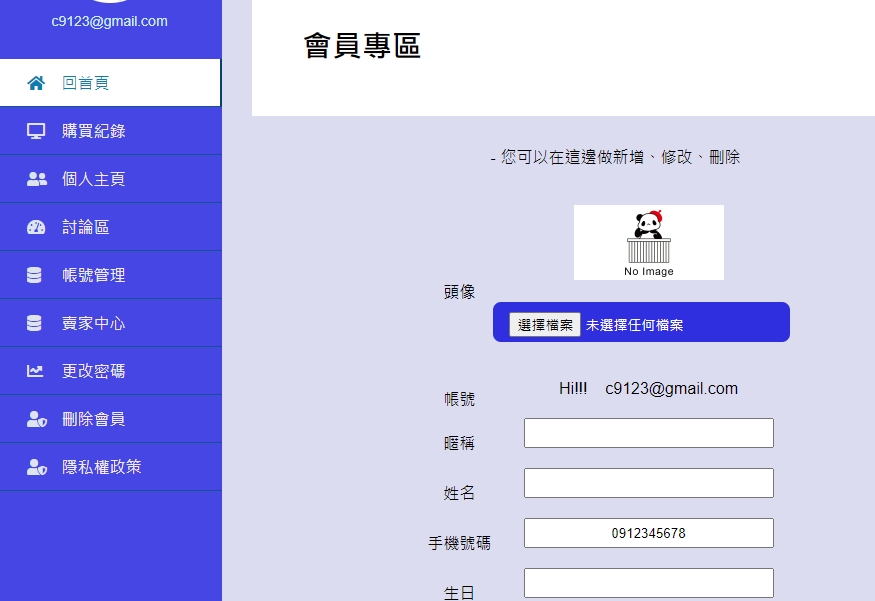 c9123@gmail.com
回首頁
購買紀錄
個人主頁
討論區
帳號管理
賣家中心
更改密碼
刪除會員
隱私權政策
會員專區
- 您可以在這邊做新增、修改、刪除
No Image
頭像
選擇檔案 未選擇任何檔案
帳號 Hi!!! c9123@gmail.com
暱稱
姓名
手機號碼 0912345678
生日